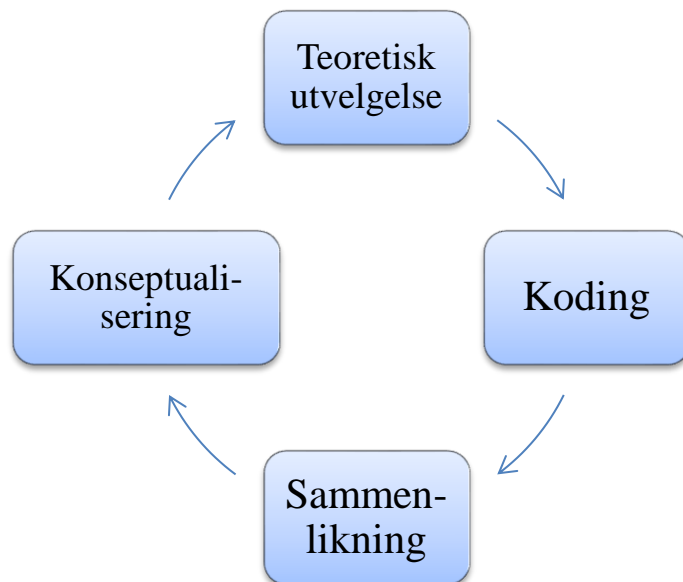 Teoretisk
utvelgelse
Koding
Sammen-
likning
Konseptuali-
sering